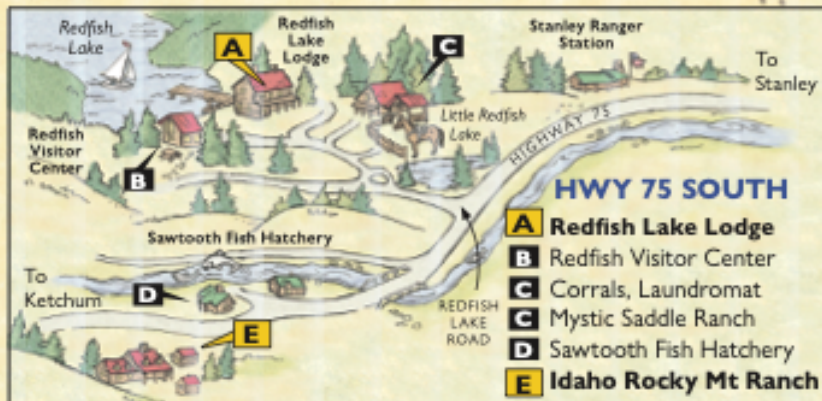 Redfish
Lake
A
Redfish
Lake
Lodge
C
Stanley Ranger
Station
To
Stanley
Redfish
Visitor
Center
B
Little Redfish
Lake
HIGHWAY 75
Sawtooth Fish Hatchery
To
Ketchum
D
E
REDFISH
LAKE
ROAD
HWY 75 SOUTH
A Redfish Lake Lodge
B Redfish Visitor Center
C Corrals, Laundromat
C Mystic Saddle Ranch
D Sawtooth Fish Hatchery
E Idaho Rocky Mt Ranch